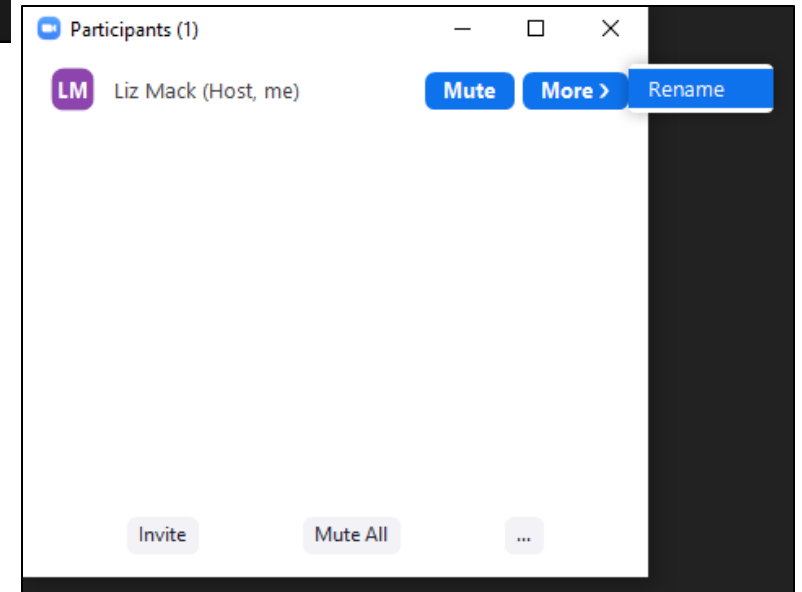 Participants (1)
LM Liz Mack (Host, me) Mute More > Rename
Invite Mute All ...